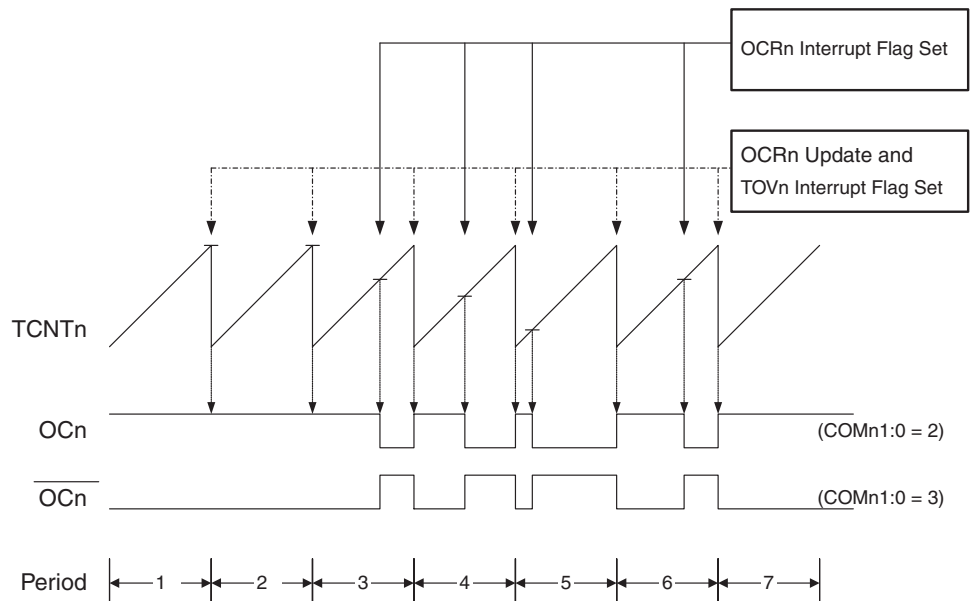 OCRn Interrupt Flag Set
OCRn Update and
TOVn Interrupt Flag Set
TCNTn
OCn
(COMn1:0 = 2)
OCn
(COMn1:0 = 3)
Period
1
2
3
4
5
6
7